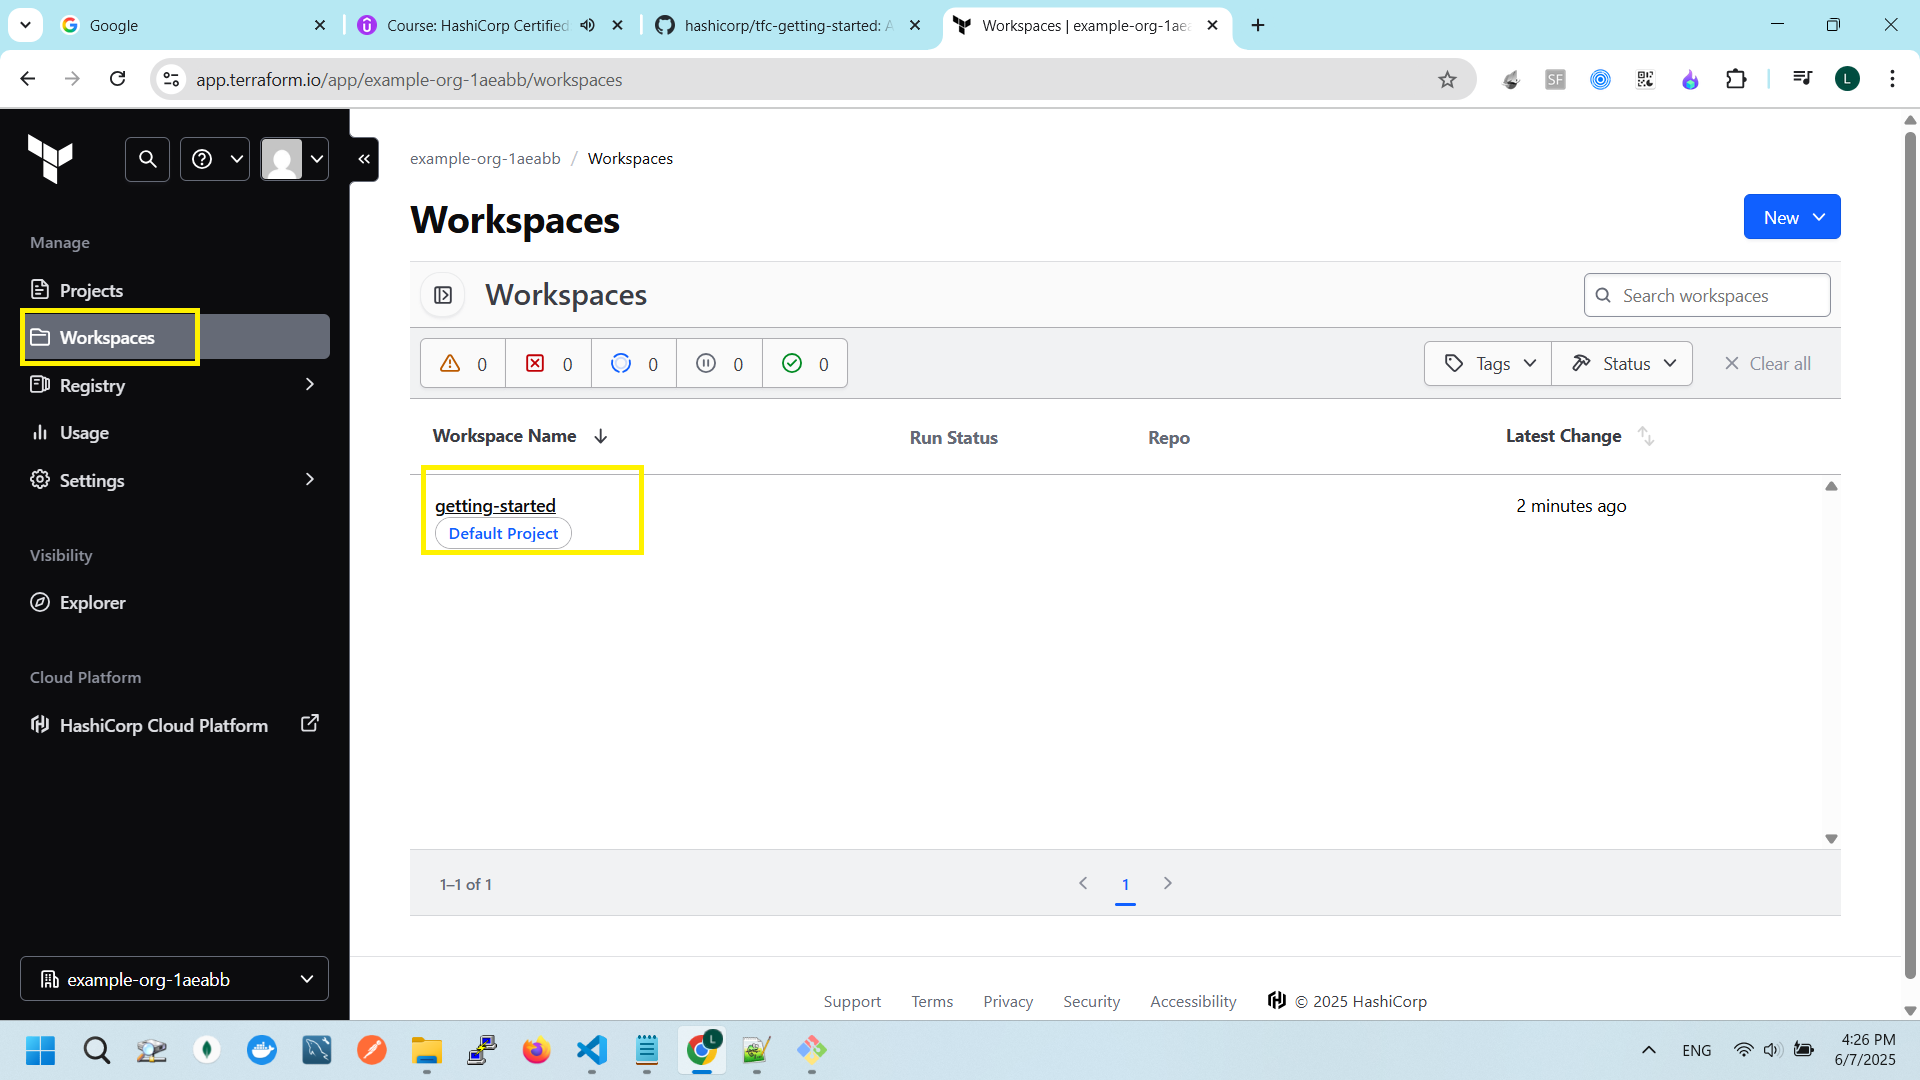 Google
Course: HashiCorp Certified
hashicorp/tfc-getting-started: A
Workspaces | example-org-1aea
app.terraform.io/app/example-org-1aeabb/workspaces
SF
L
example-org-1aeabb / Workspaces
Workspaces
New
Manage
Projects
Workspaces
Registry
Usage
Settings
Visibility
Explorer
Cloud Platform
HashiCorp Cloud Platform
example-org-1aeabb
Workspaces
Search workspaces
0 0 0 0 0
Tags
Status
Clear all
Workspace Name
Run Status
Repo
Latest Change
getting-started
2 minutes ago
Default Project
1–1 of 1
1
Support
Terms
Privacy
Security
Accessibility
© 2025 HashiCorp
L
ENG
4:26 PM
6/7/2025